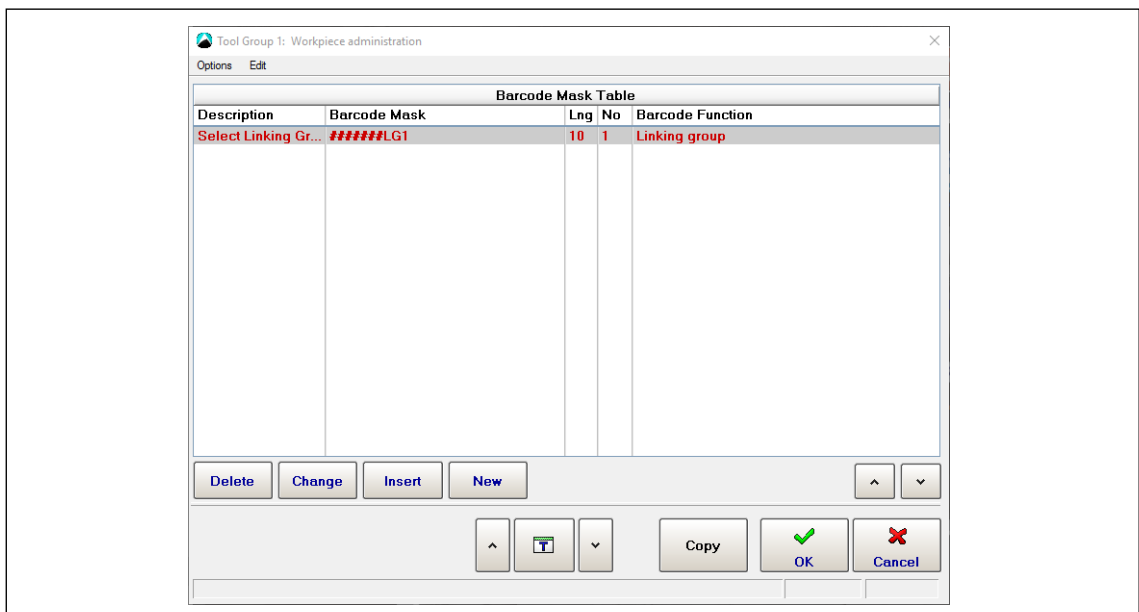 Tool Group 1: Workpiece administration
Options Edit
Barcode Mask Table
Description Barcode Mask Lng No Barcode Function
Select Linking Gr... #######LG1 10 1 Linking group
Delete Change Insert New
T Copy OK Cancel